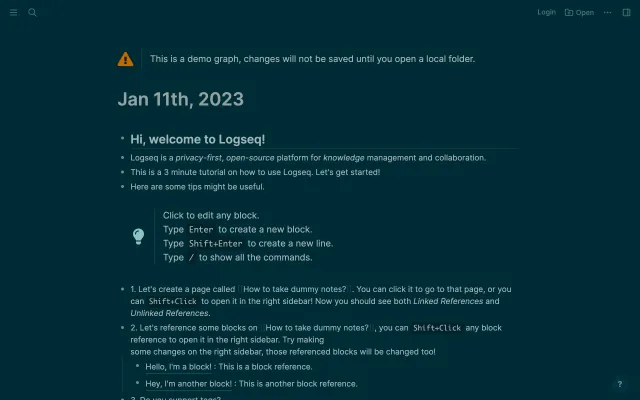 Login Open
This is a demo graph, changes will not be saved until you open a local folder.
Jan 11th, 2023
Hi, welcome to Logseq!
Logseq is a privacy-first, open-source platform for knowledge management and collaboration.
This is a 3 minute tutorial on how to use Logseq. Let's get started!
Here are some tips might be useful.
Click to edit any block.
Type Enter to create a new block.
Type Shift+Enter to create a new line.
Type / to show all the commands.
1. Let's create a page called [[How to take dummy notes?]]. You can click it to go to that page, or you
can Shift+Click to open it in the right sidebar! Now you should see both Linked References and
Unlinked References.
2. Let's reference some blocks on [[How to take dummy notes?]], you can Shift+Click any block
reference to open it in the right sidebar. Try making
some changes on the right sidebar, those referenced blocks will be changed too!
Hello, I'm a block! : This is a block reference.
Hey, I'm another block! : This is another block reference.
3. Do you support tags?
?